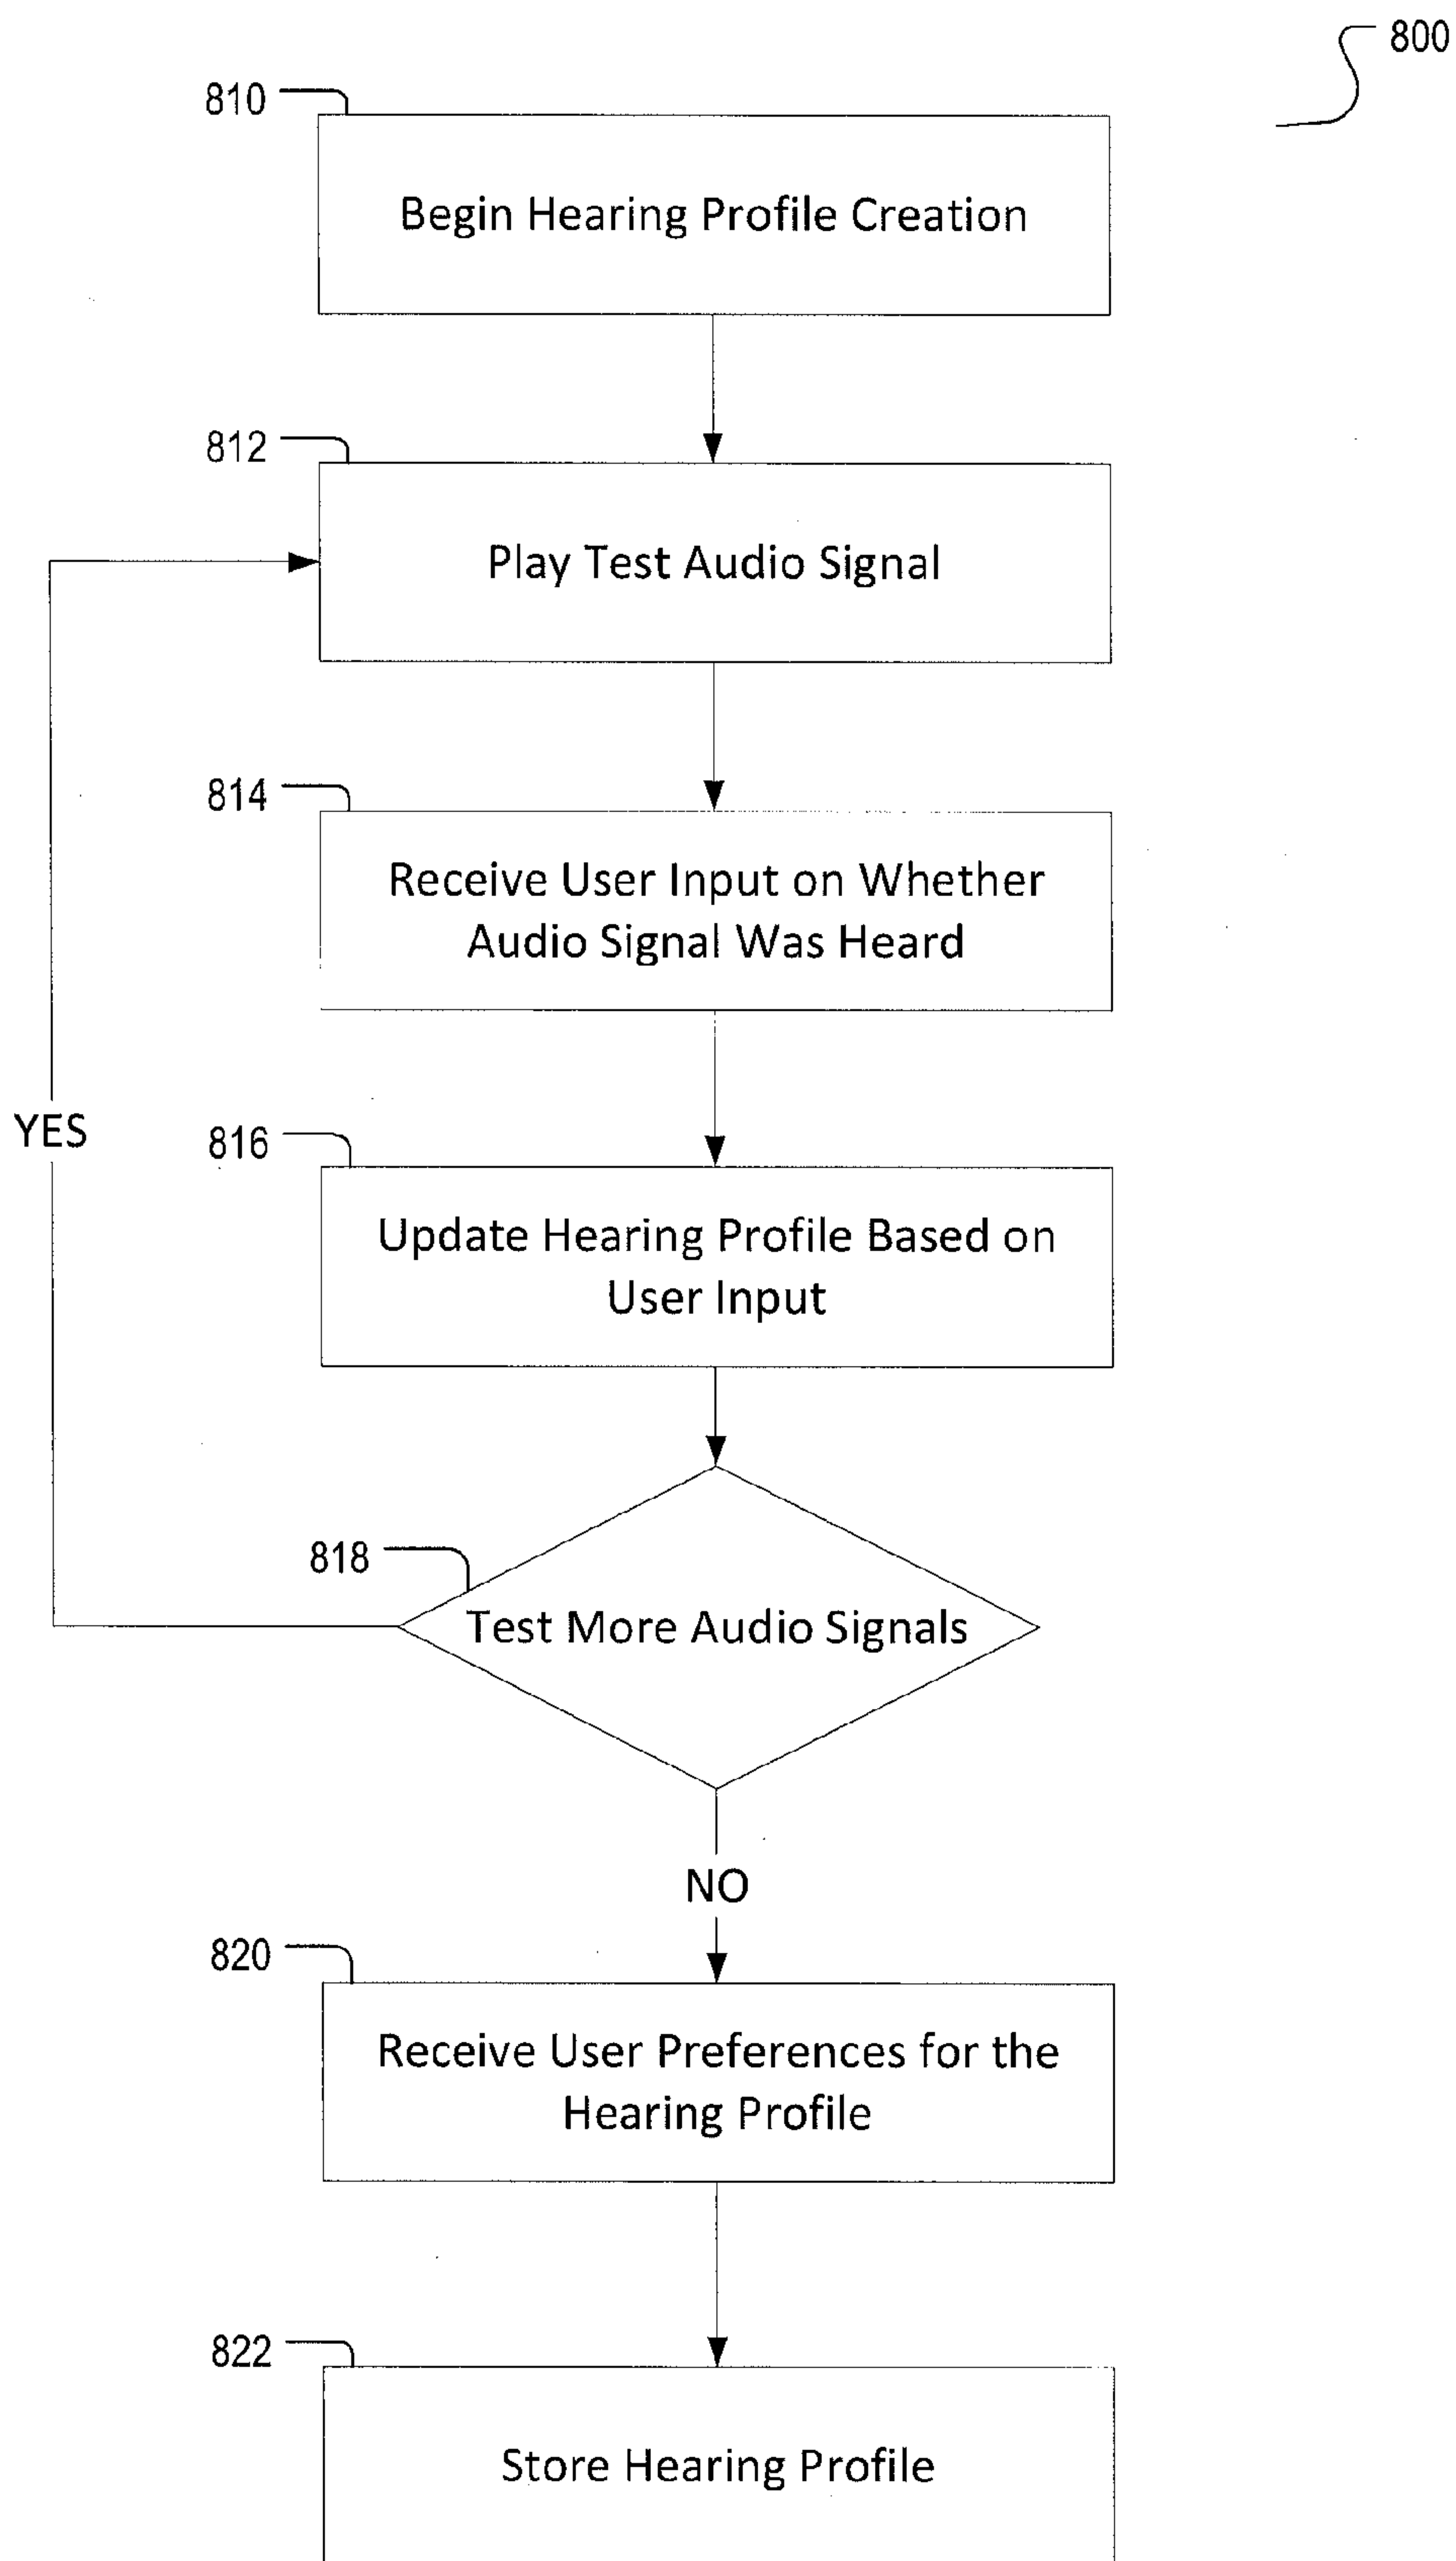 800
810
Begin Hearing Profile Creation
812
Play Test Audio Signal
814
Receive User Input on Whether
Audio Signal Was Heard
YES
816
Update Hearing Profile Based on
User Input
818
Test More Audio Signals
NO
820
Receive User Preferences for the
Hearing Profile
822
Store Hearing Profile